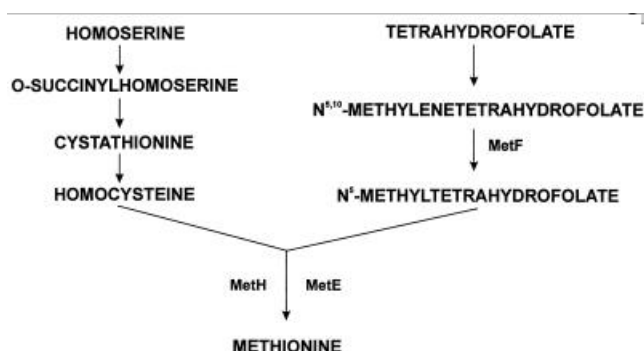 HOMOSERINE
O-SUCCINYLHOMOSERINE
CYSTATHIONINE
HOMOCYSTEINE
TETRAHYDROFOLATE
N5,10-METHYLENETETRAHYDROFOLATE
MetF
N5-METHYLTETRAHYDROFOLATE
MetH MetE
METHIONINE